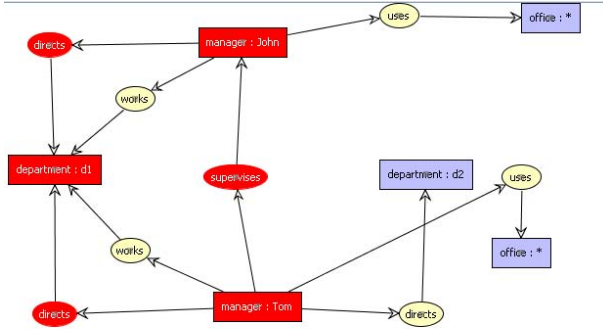 uses
office : *
directs
manager : John
works
department : d1
supervises
department : d2
uses
works
office : *
directs
manager : Tom
directs